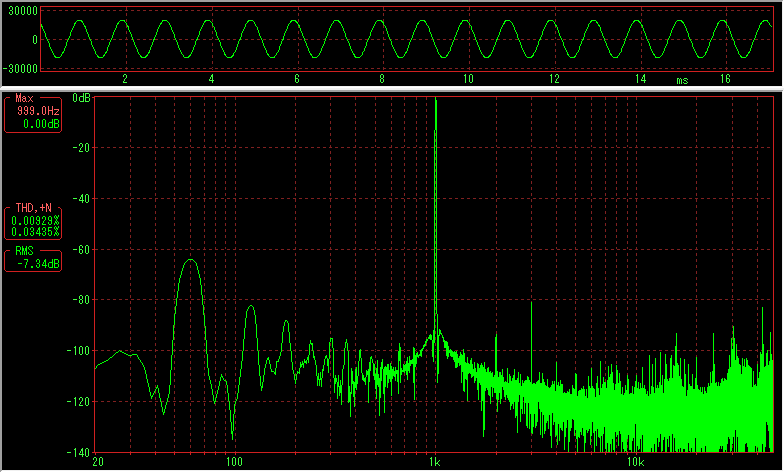 30000
0
-30000
2 4 6 8 10 12 14 ms 16
Max
999.0Hz
0.00dB
THD,+N
0.00929%
0.03435%
RMS
-7.34dB
0dB
-20
-40
-60
-80
-100
-120
-140
20 100 1k 10k